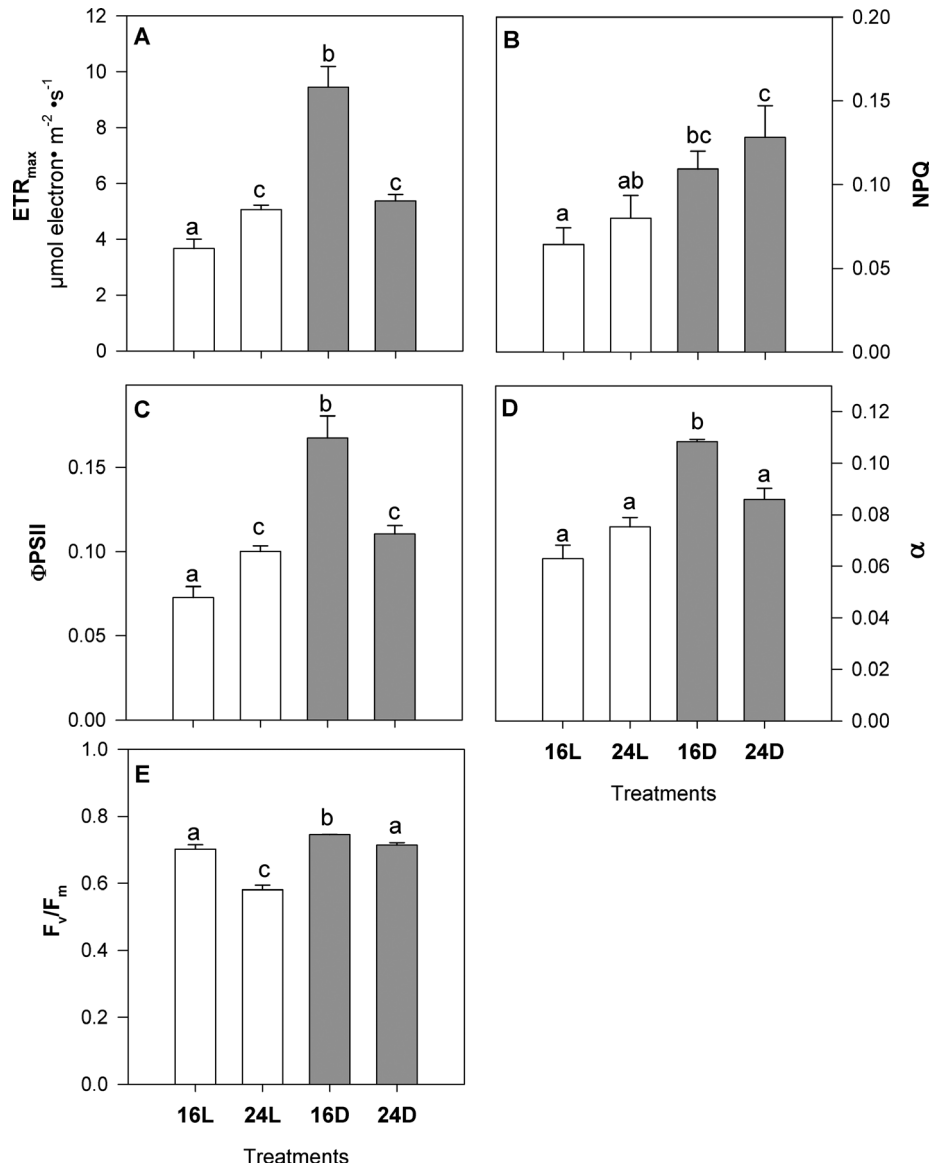 A
ETRmax
µmol electron• m-2 •s-1
12
10
8
6
4
2
0
a
c
b
c
B
NPQ
0.20
0.15
0.10
0.05
0.00
a
ab
bc
c
C
ΦPSII
0.15
0.10
0.05
0.00
a
c
b
c
D
α
0.12
0.10
0.08
0.06
0.04
0.02
0.00
a
a
b
a
16L 24L 16D 24D
Treatments
E
Fv/Fm
1.0
0.8
0.6
0.4
0.2
0.0
a
c
b
a
16L 24L 16D 24D
Treatments